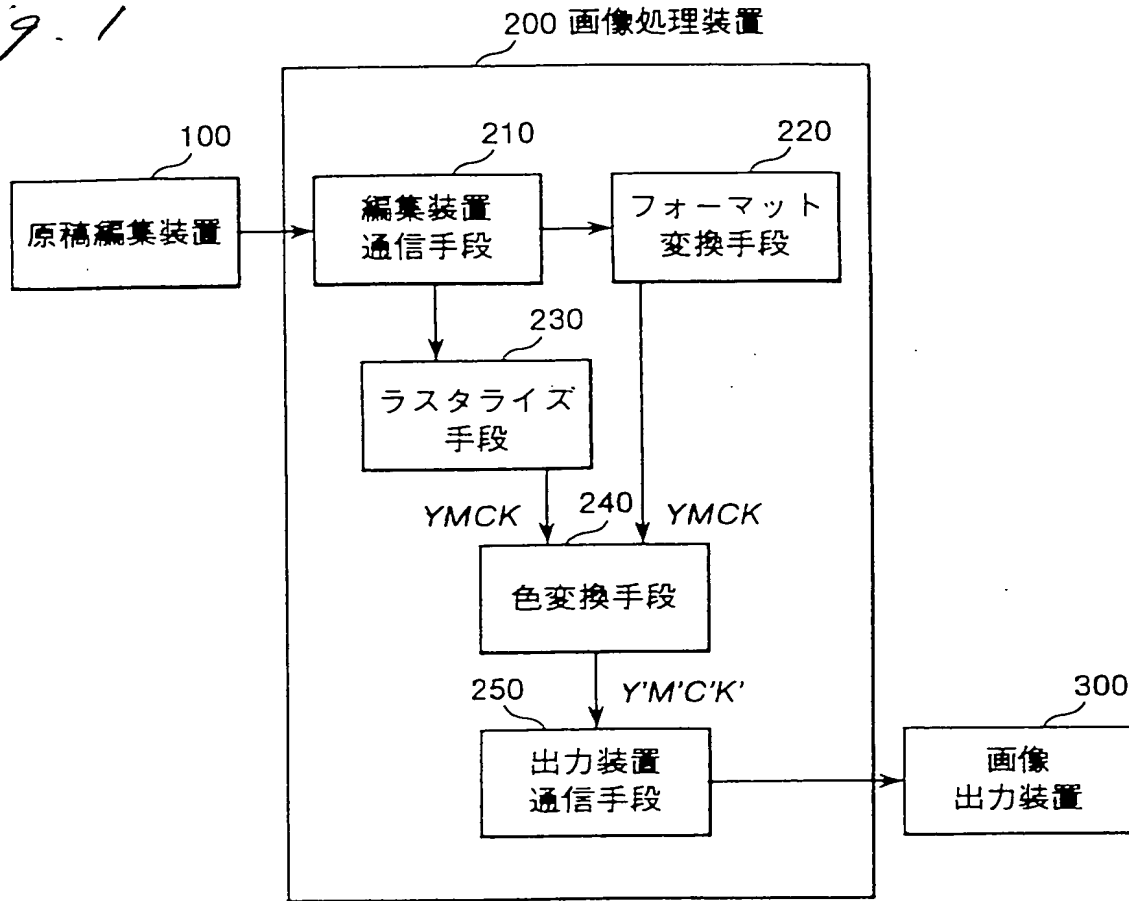 g. 1
200 画像処理装置
100
原稿編集装置
210
編集装置
通信手段
220
フォーマット
変換手段
230
ラスタライズ
手段
YMCK
YMCK
240
色変換手段
Y'M'C'K'
250
出力装置
通信手段
300
画像
出力装置